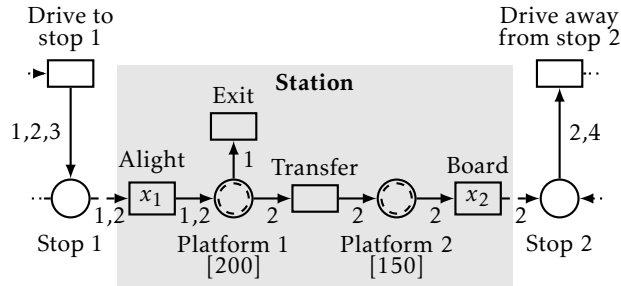 Drive to
stop 1
Drive away
from stop 2
Station
Exit
1,2,3
2,4
Alight
1
Transfer
Board
x1
x2
1,2
1,2
2
2
2
2
Stop 1
Platform 1
[200]
Platform 2
[150]
Stop 2